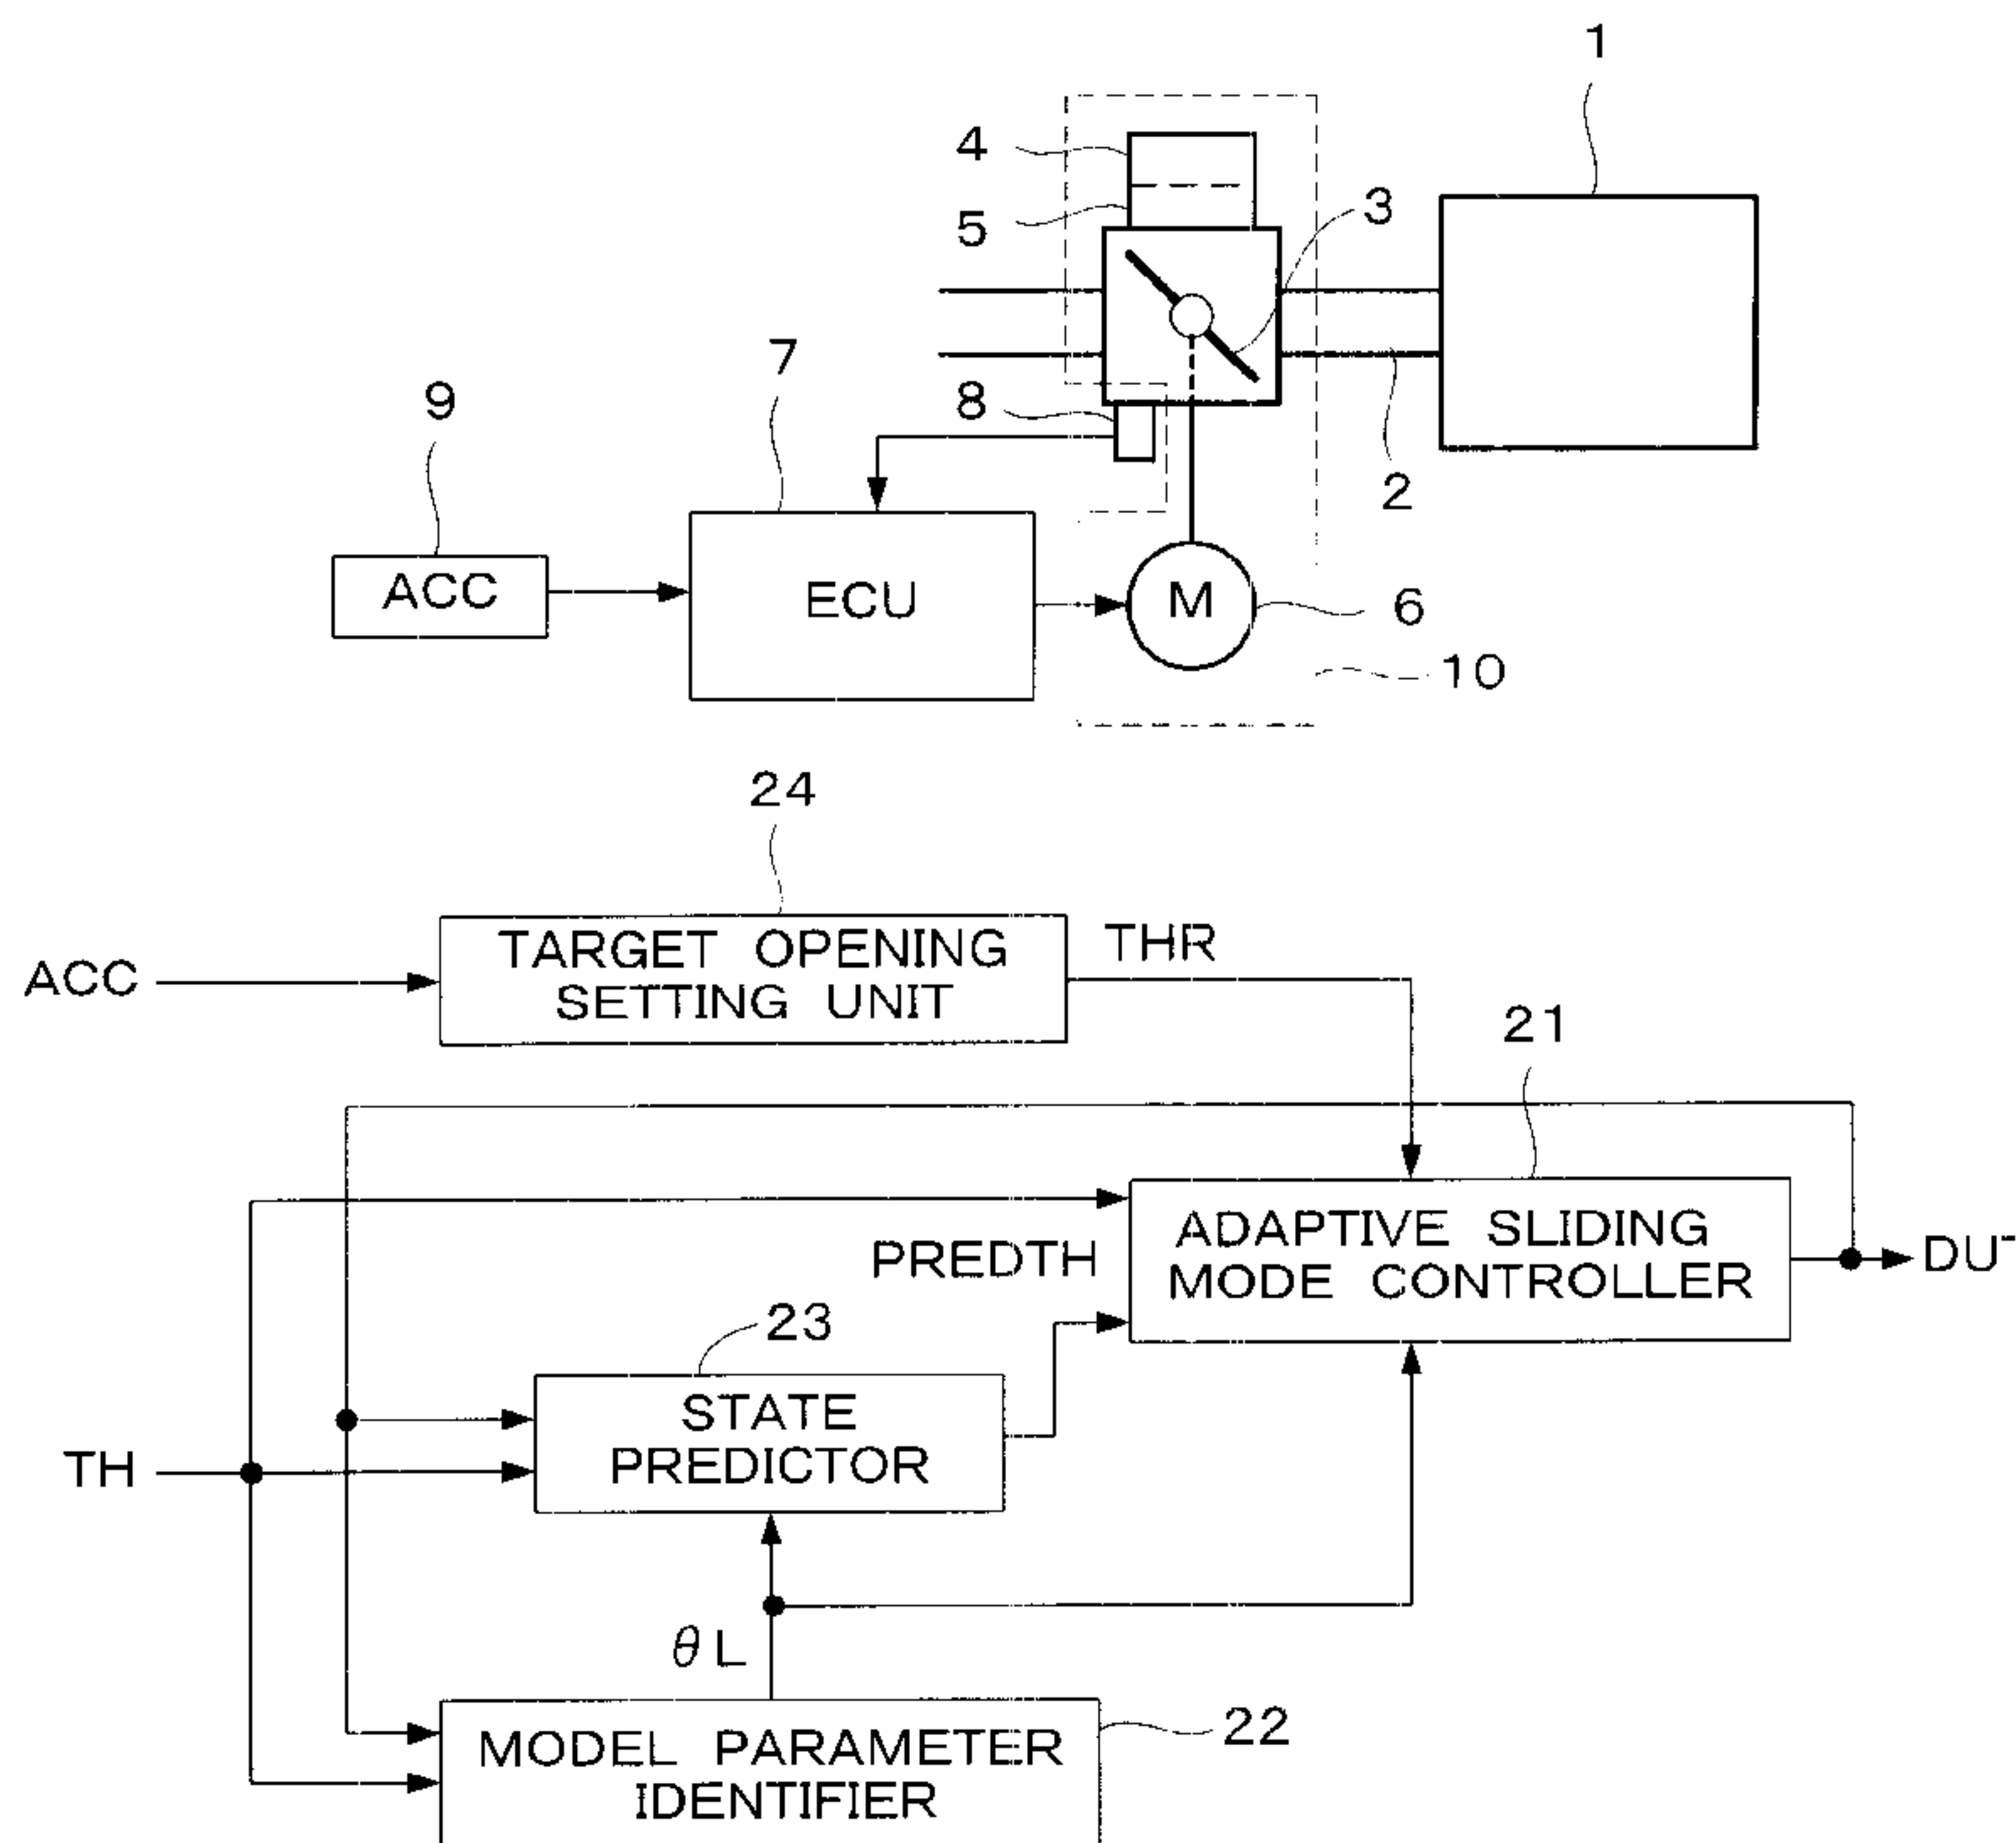 1
4
5
3
7
9
8
2
ACC
ECU
M
6
10
24
TARGET OPENING
SETTING UNIT
THR
ACC
21
ADAPTIVE SLIDING
MODE CONTROLLER
PREDTH
23
STATE
PREDICTOR
TH
θL
22
MODEL PARAMETER
IDENTIFIER